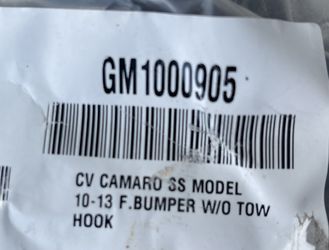 GM1000905
CV CAMARO SS MODEL
10-13 F.BUMPER W/O TOW
HOOK